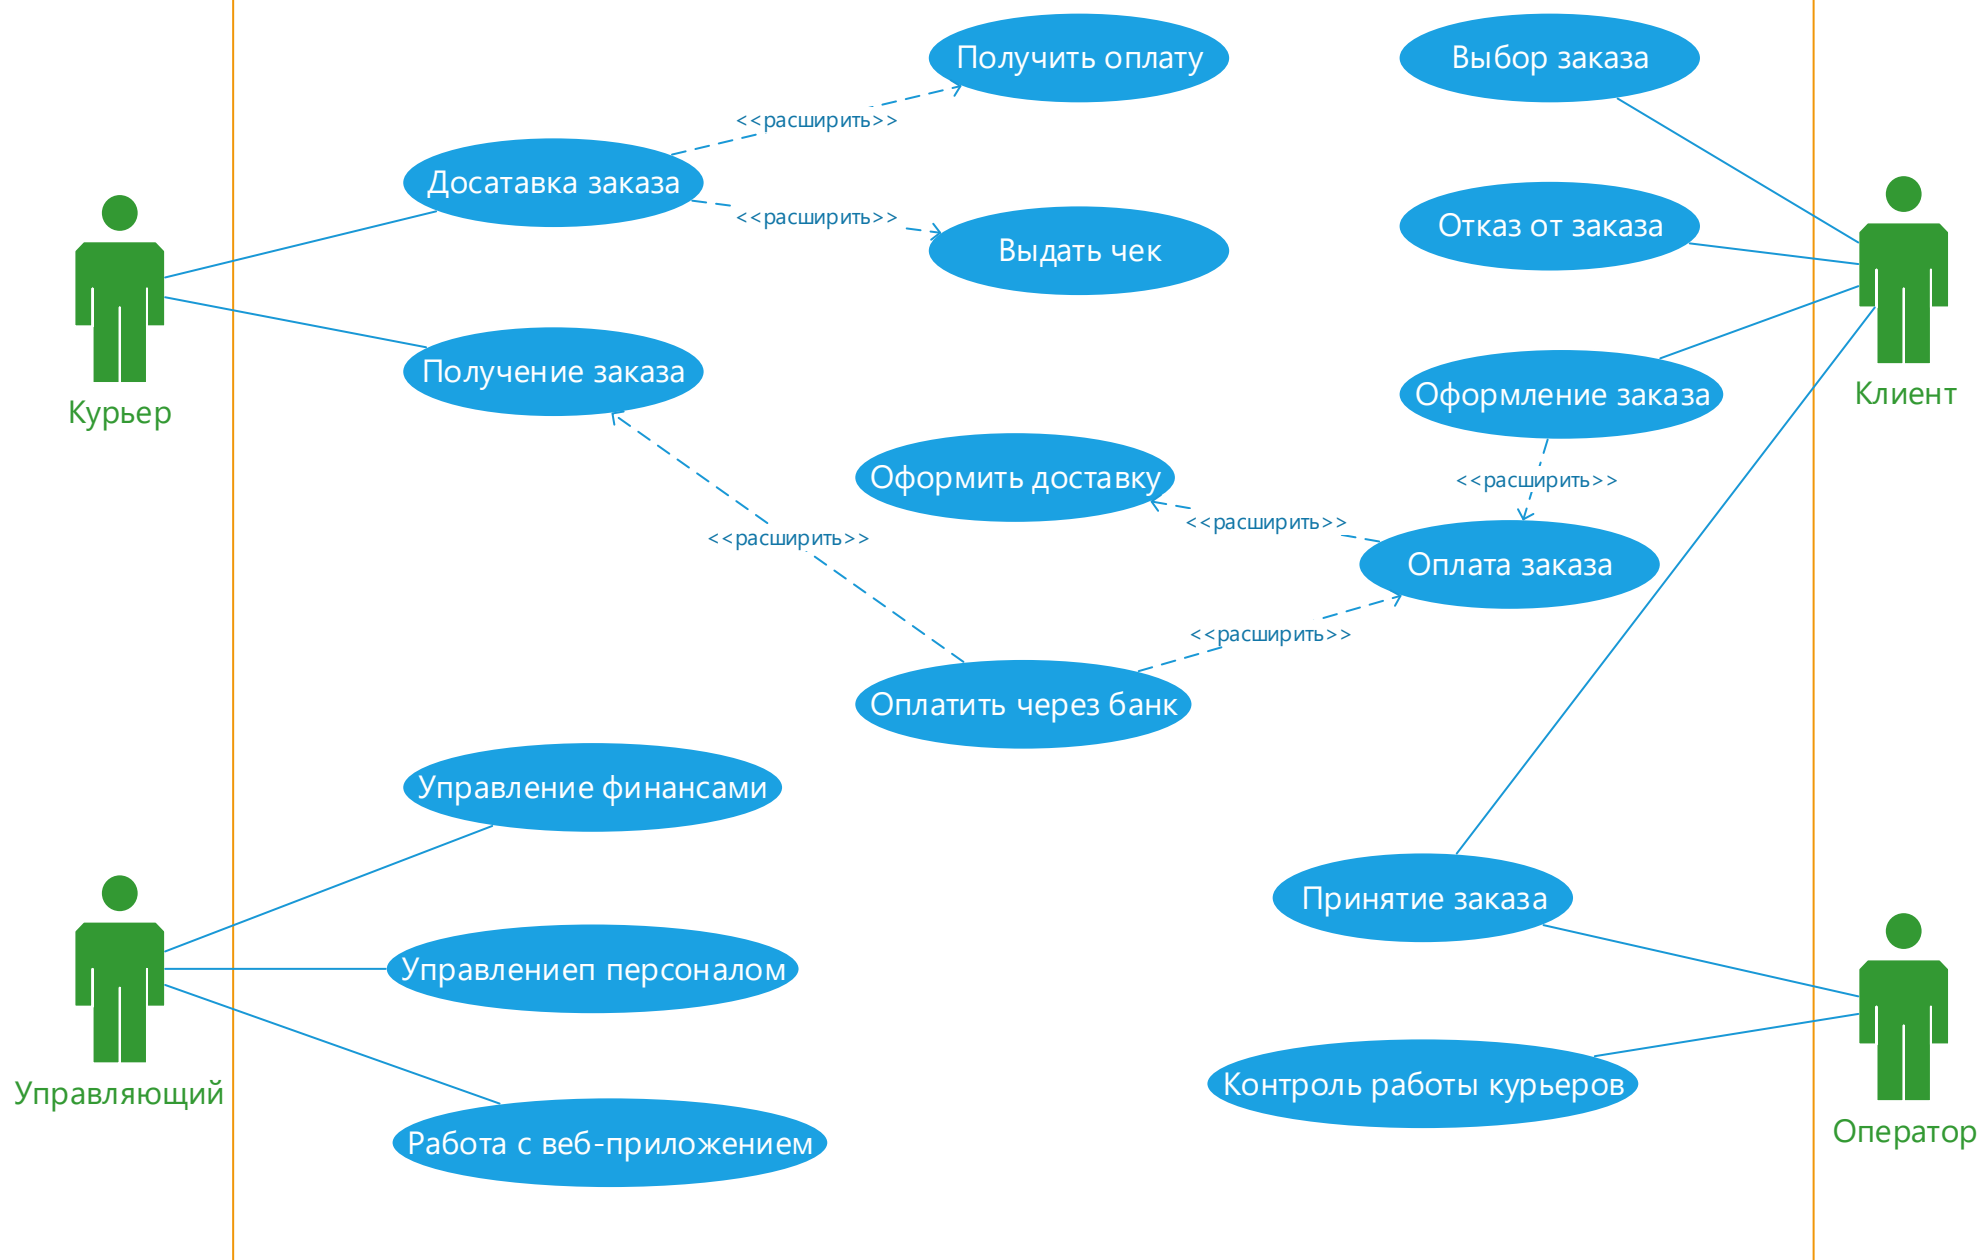 Получить оплату
Выбор заказа
<<расширить>>
Досатавка заказа
<<расширить>>
Отказ от заказа
Выдать чек
Получение заказа
Курьер
Клиент
Оформление заказа
Оформить доставку
<<расширить>>
<<расширить>>
<<расширить>>
Оплата заказа
<<расширить>>
Оплатить через банк
Управление финансами
Принятие заказа
Управлениеп персоналом
Управляющий
Контроль работы курьеров
Оператор
Работа с веб-приложением